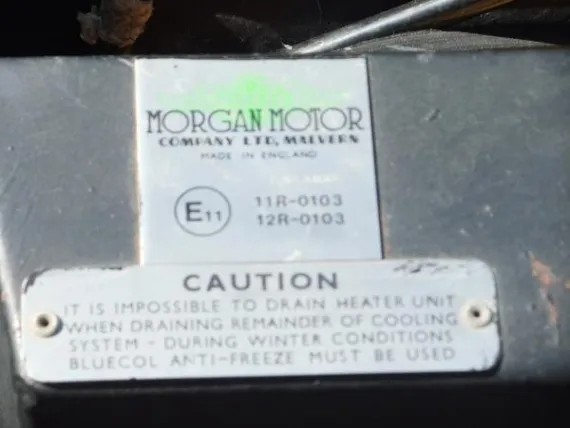 MORGAN MOTOR
COMPANY LTD, MALVERN
MADE IN ENGLAND
E11
11R-0103
12R-0103
CAUTION
IT IS IMPOSSIBLE TO DRAIN HEATER UNIT
WHEN DRAINING REMAINDER OF COOLING
SYSTEM - DURING WINTER CONDITIONS
BLUECOL ANTI-FREEZE MUST BE USED